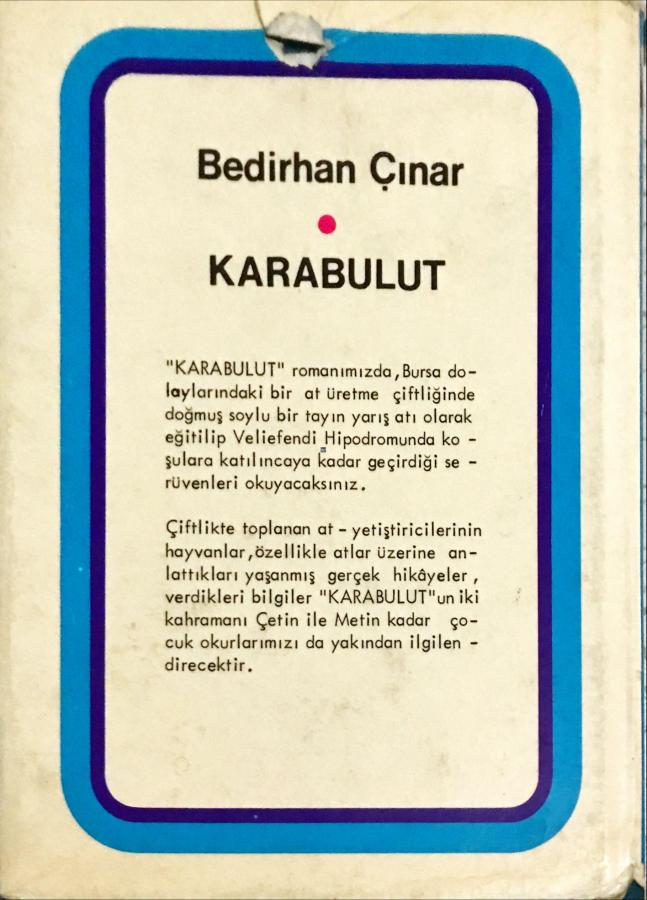 Bedirhan Çınar
KARABULUT
"KARABULUT" romanımızda, Bursa do-
laylarındaki bir at üretme çiftliğinde
doğmuş soylu bir tayın yarış atı olarak
eğitilip Veliefendi Hipodromunda ko -
şulara katılıncaya kadar geçirdiği se -
rüvenleri okuyacaksınız.
Çiftlikte toplanan at - yetiştiricilerinin
hayvanlar, özellikle atlar üzerine an-
lattıkları yaşanmış gerçek hikâyeler ,
verdikleri bilgiler "KARABULUT"un iki
kahramanı Çetin ile Metin kadar ço-
cuk okurlarımızı da yakından ilgilen -
direcektir.